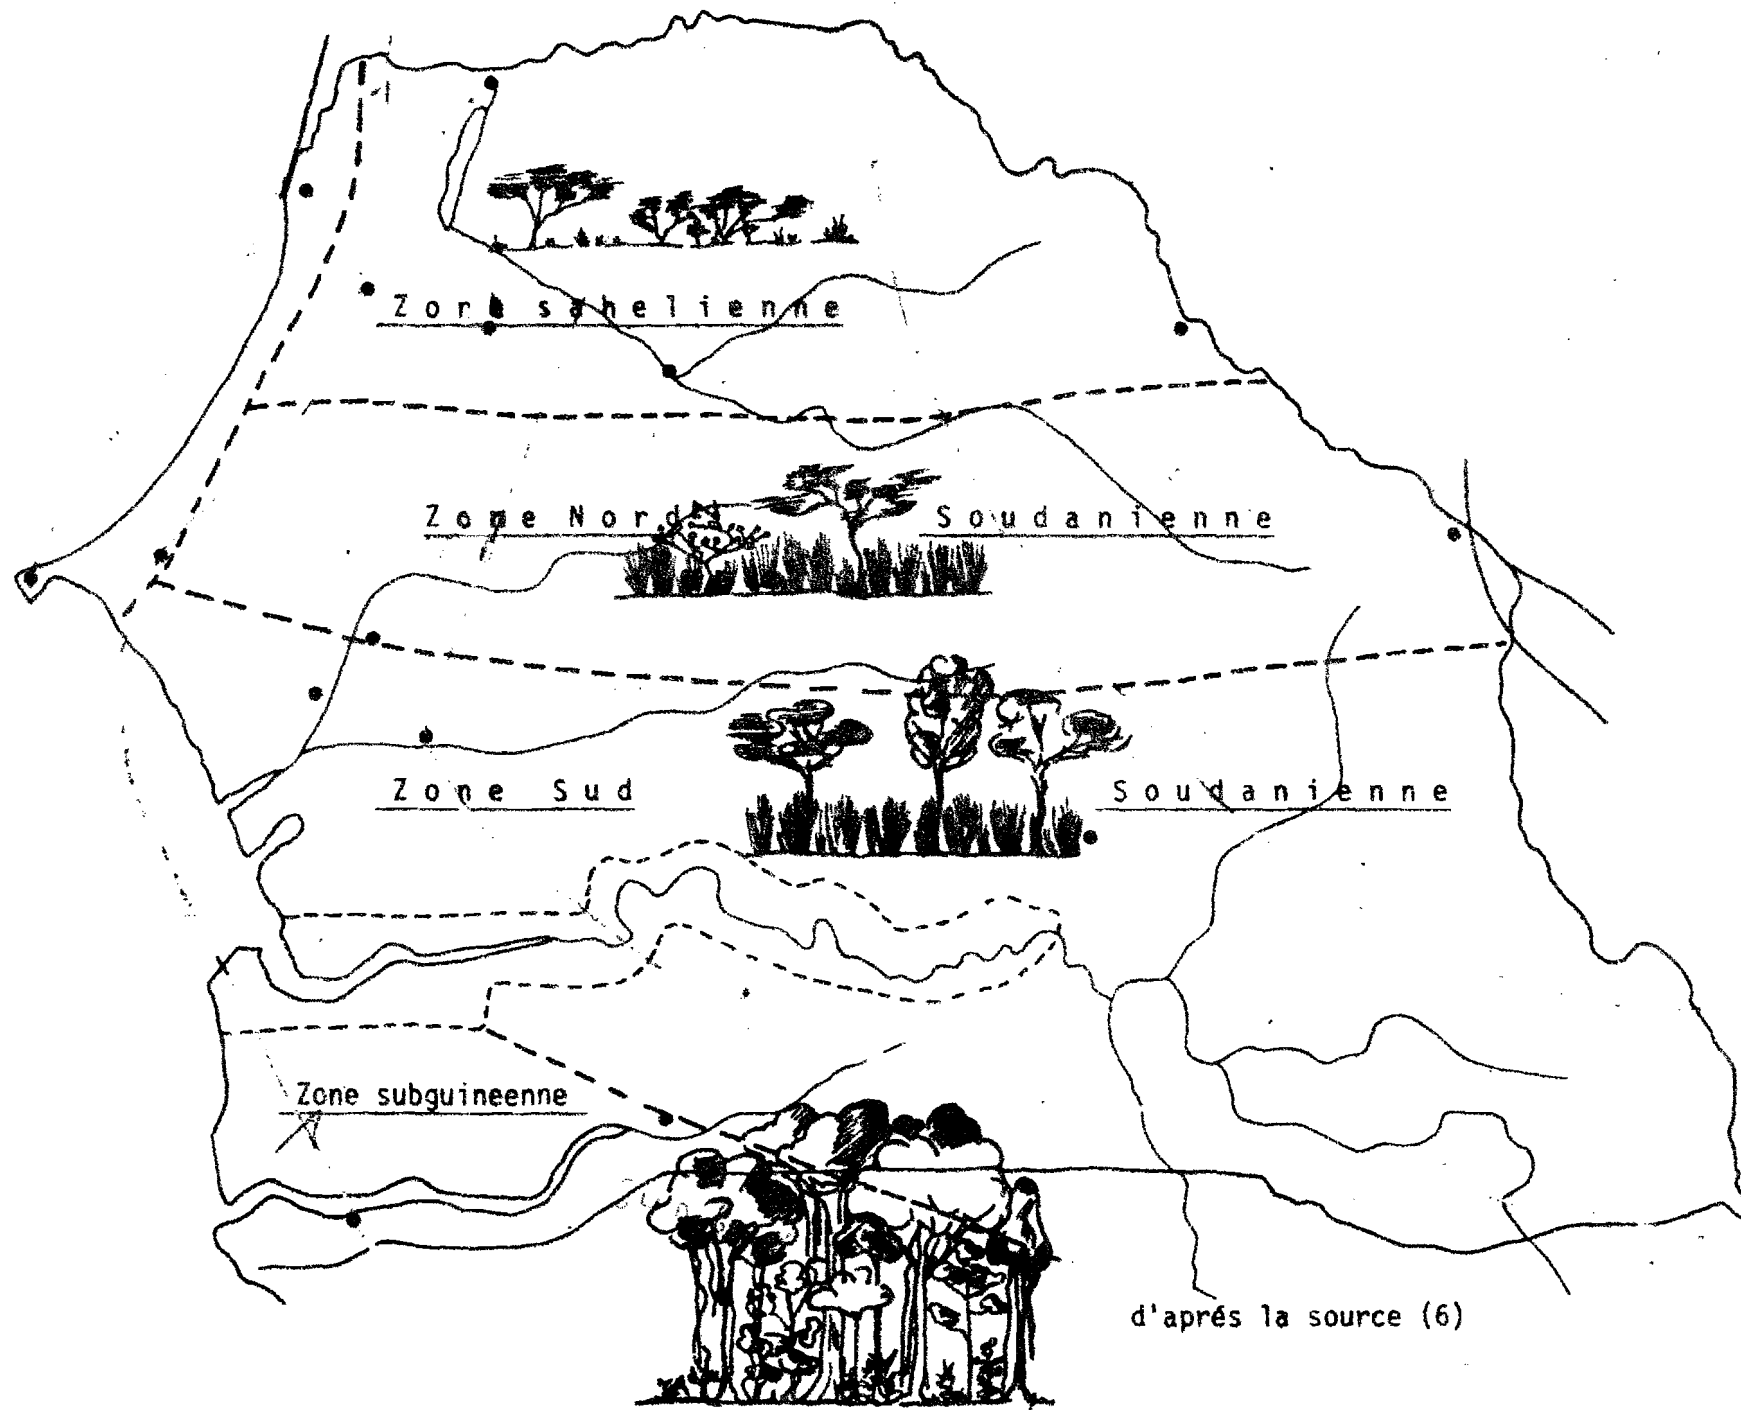 Zone sahelienne
Zone Nord Soudanienne
Zone Sud Soudanienne
Zone subguineenne
d'aprés la source (6)